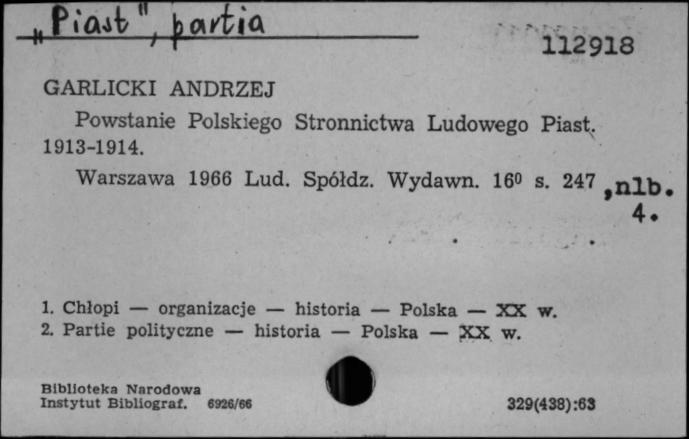 „Piast", partia
112918
GARLICKI ANDRZEJ
Powstanie Polskiego Stronnictwa Ludowego Piast.
1913-1914.
Warszawa 1966 Lud. Spółdz. Wydawn. 16⁰ s. 247 ,nlb.
4.
1. Chłopi — organizacje — historia — Polska — XX w.
2. Partie polityczne — historia — Polska — XX w.
Biblioteka Narodowa
Instytut Bibliograf. 6926/66
329(438):63